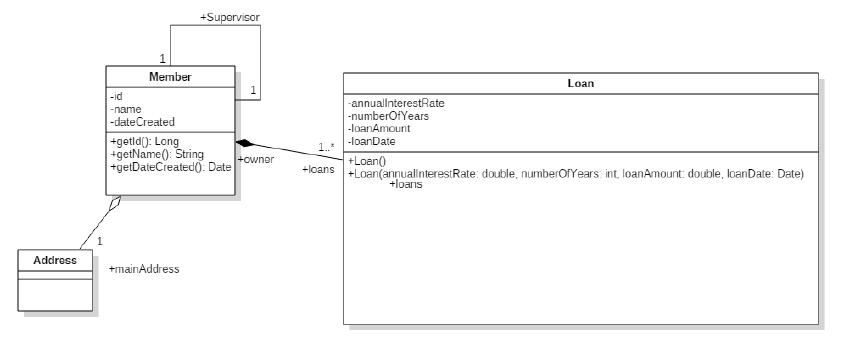 +Supervisor
1
1
Member
-id
-name
-dateCreated
+getId(): Long
+getName(): String
+getDateCreated(): Date
+owner
1..*
+loans
Loan
-annualInterestRate
-numberOfYears
-loanAmount
-loanDate
+Loan()
+Loan(annualInterestRate: double, numberOfYears: int, loanAmount: double, loanDate: Date)
+loans
1
+mainAddress
Address